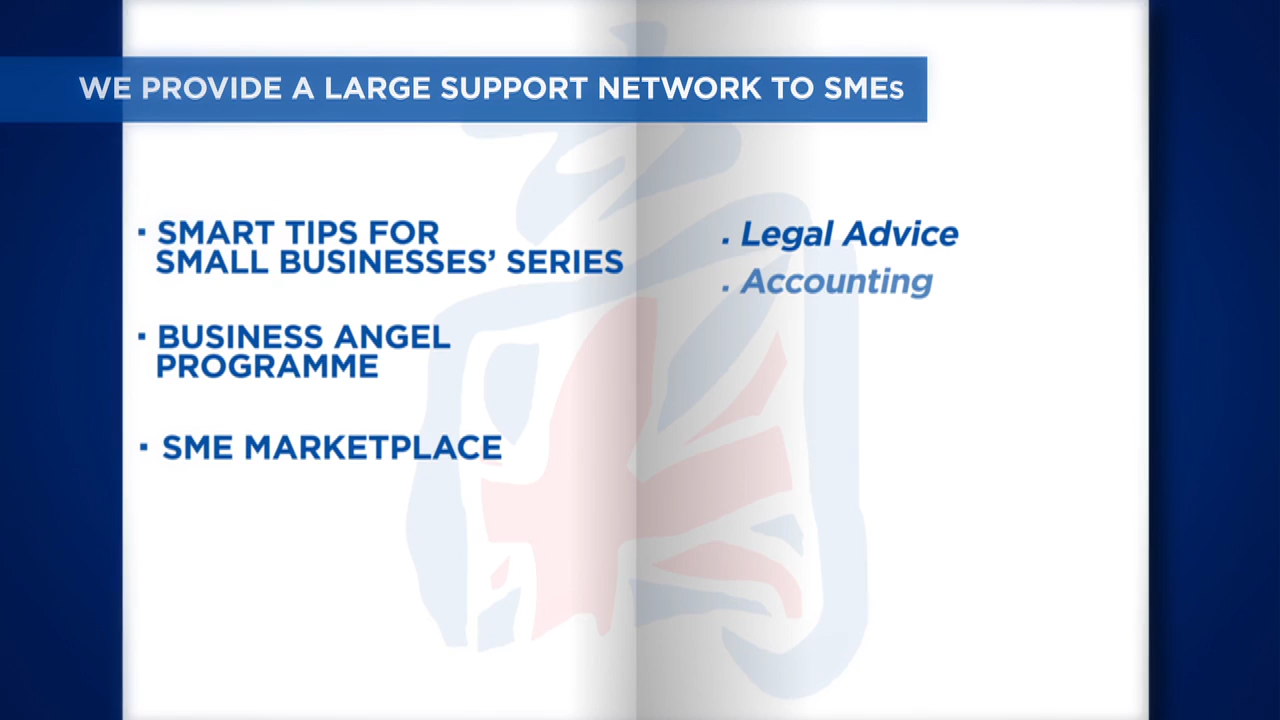 WE PROVIDE A LARGE SUPPORT NETWORK TO SMEs
· SMART TIPS FOR
SMALL BUSINESSES’ SERIES
· BUSINESS ANGEL
PROGRAMME
· SME MARKETPLACE
. Legal Advice
. Accounting